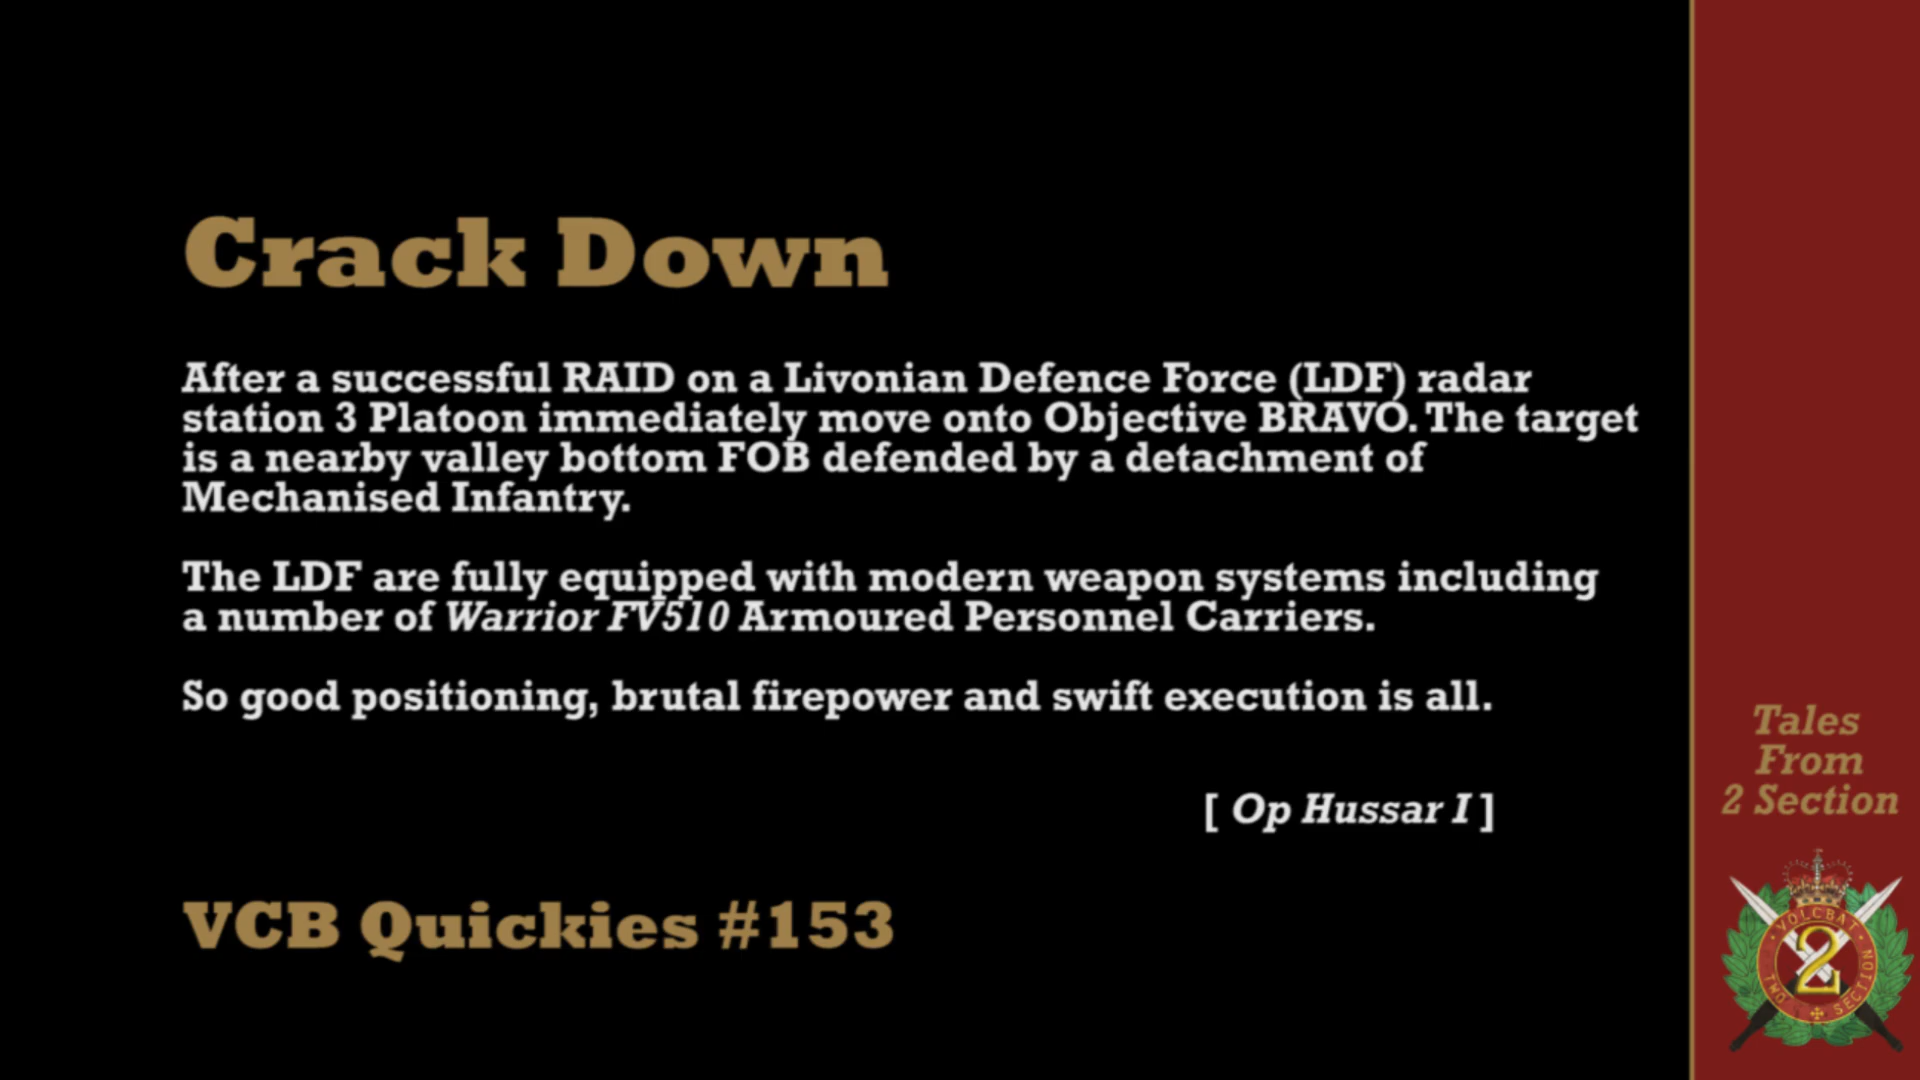 Crack Down
After a successful RAID on a Livonian Defence Force (LDF) radar
station 3 Platoon immediately move onto Objective BRAVO. The target
is a nearby valley bottom FOB defended by a detachment of
Mechanised Infantry.
The LDF are fully equipped with modern weapon systems including
a number of Warrior FV510 Armoured Personnel Carriers.
So good positioning, brutal firepower and swift execution is all.
[ Op Hussar I ]
VCB Quickies #153
Tales
From
2 Section
VOLCBAT
2
TWO SECTION